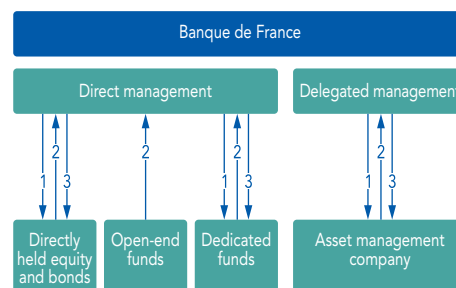 Banque de France
Direct management
Delegated management
2 2 2 2
1 3 1 3 1 3
Directly
held equity
and bonds
Open-end
funds
Dedicated
funds
Asset management
company